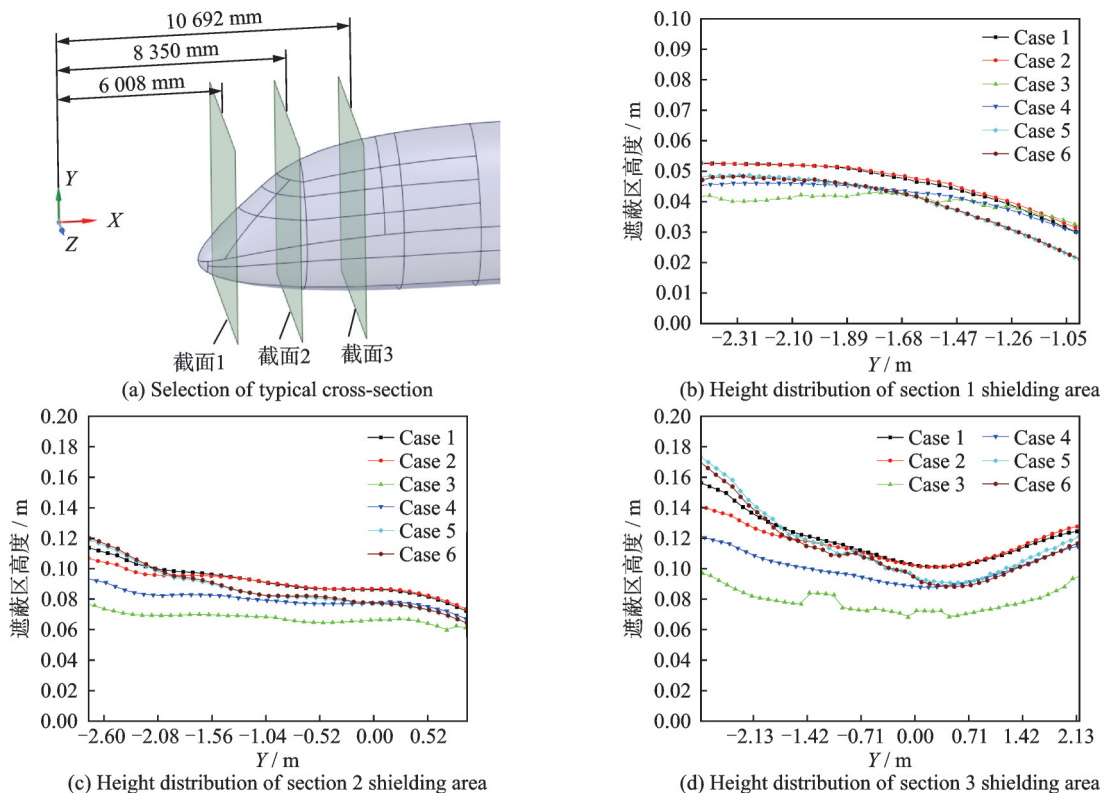 10 692 mm
8 350 mm
6 008 mm
Y
X
Z
截面1
截面2
截面3
(a) Selection of typical cross-section
0.10
0.09
0.08
0.07
0.06
0.05
0.04
0.03
0.02
0.01
0.00
遮蔽区高度 / m
Case 1
Case 2
Case 3
Case 4
Case 5
Case 6
−2.31 −2.10 −1.89 −1.68 −1.47 −1.26 −1.05
Y / m
(b) Height distribution of section 1 shielding area
0.20
0.18
0.16
0.14
0.12
0.10
0.08
0.06
0.04
0.02
0.00
遮蔽区高度 / m
Case 1
Case 2
Case 3
Case 4
Case 5
Case 6
−2.60 −2.08 −1.56 −1.04 −0.52 0.00 0.52
Y / m
(c) Height distribution of section 2 shielding area
0.20
0.18
0.16
0.14
0.12
0.10
0.08
0.06
0.04
0.02
0.00
遮蔽区高度 / m
Case 1 Case 4
Case 2 Case 5
Case 3 Case 6
−2.13 −1.42 −0.71 0.00 0.71 1.42 2.13
Y / m
(d) Height distribution of section 3 shielding area